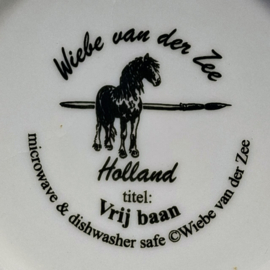 Wiebe van der Zee
Holland
titel:
Vrij baan
microwave & dishwasher safe ©Wiebe van der Zee